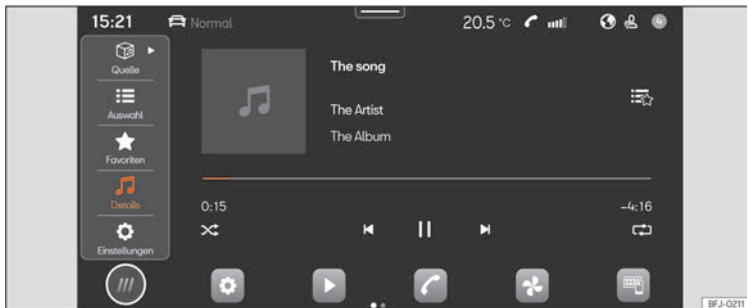 15:21 Normal 20.5 °C 4
Quelle
Auswahl
Favoriten
Details
Einstellungen
The song
The Artist
The Album
0:15 -4:16
BFJ-0211